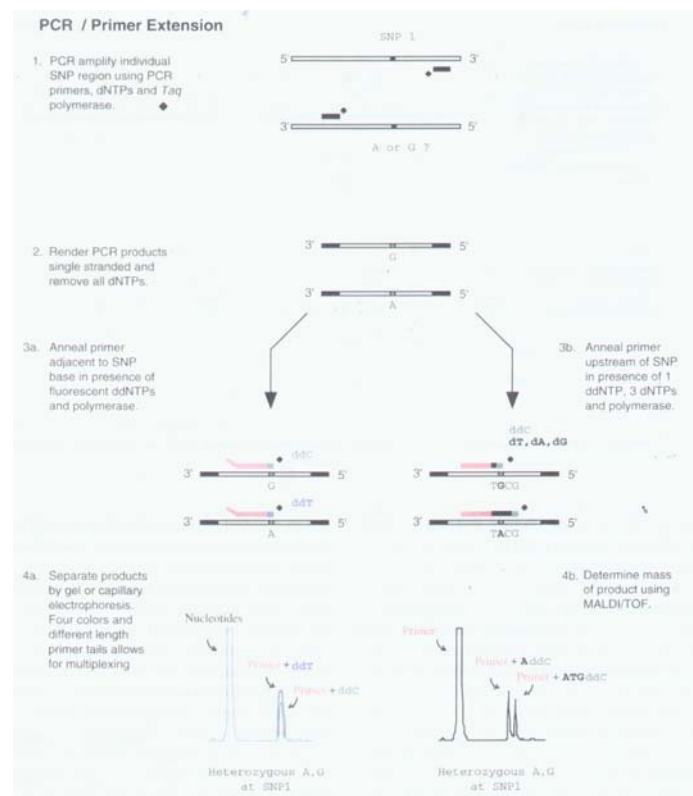 PCR / Primer Extension
SNP 1
1. PCR amplify individual
SNP region using PCR
primers, dNTPs and Taq
polymerase.
5' 3'
3' 5'
A or G ?
2. Render PCR products
single stranded and
remove all dNTPs.
3' 5'
G
3' 5'
A
3a. Anneal primer
adjacent to SNP
base in presence of
fluorescent ddNTPs
and polymerase.
3b. Anneal primer
upstream of SNP
in presence of 1
ddNTP, 3 dNTPs
and polymerase.
ddC
dT, dA, dG
ddC
3' 5'
G
3' 5'
TGCG
ddT
3' 5'
A
3' 5'
TACG
4a. Separate products
by gel or capillary
electrophoresis.
Four colors and
different length
primer tails allows
for multiplexing
4b. Determine mass
of product using
MALDI/TOF.
Nucleotides
Primer+ddT
Primer+ddC
Primer
Primer + AddC
Primer + ATGddC
Heterozygous A,G
at SNP1
Heterozygous A,G
at SNP1